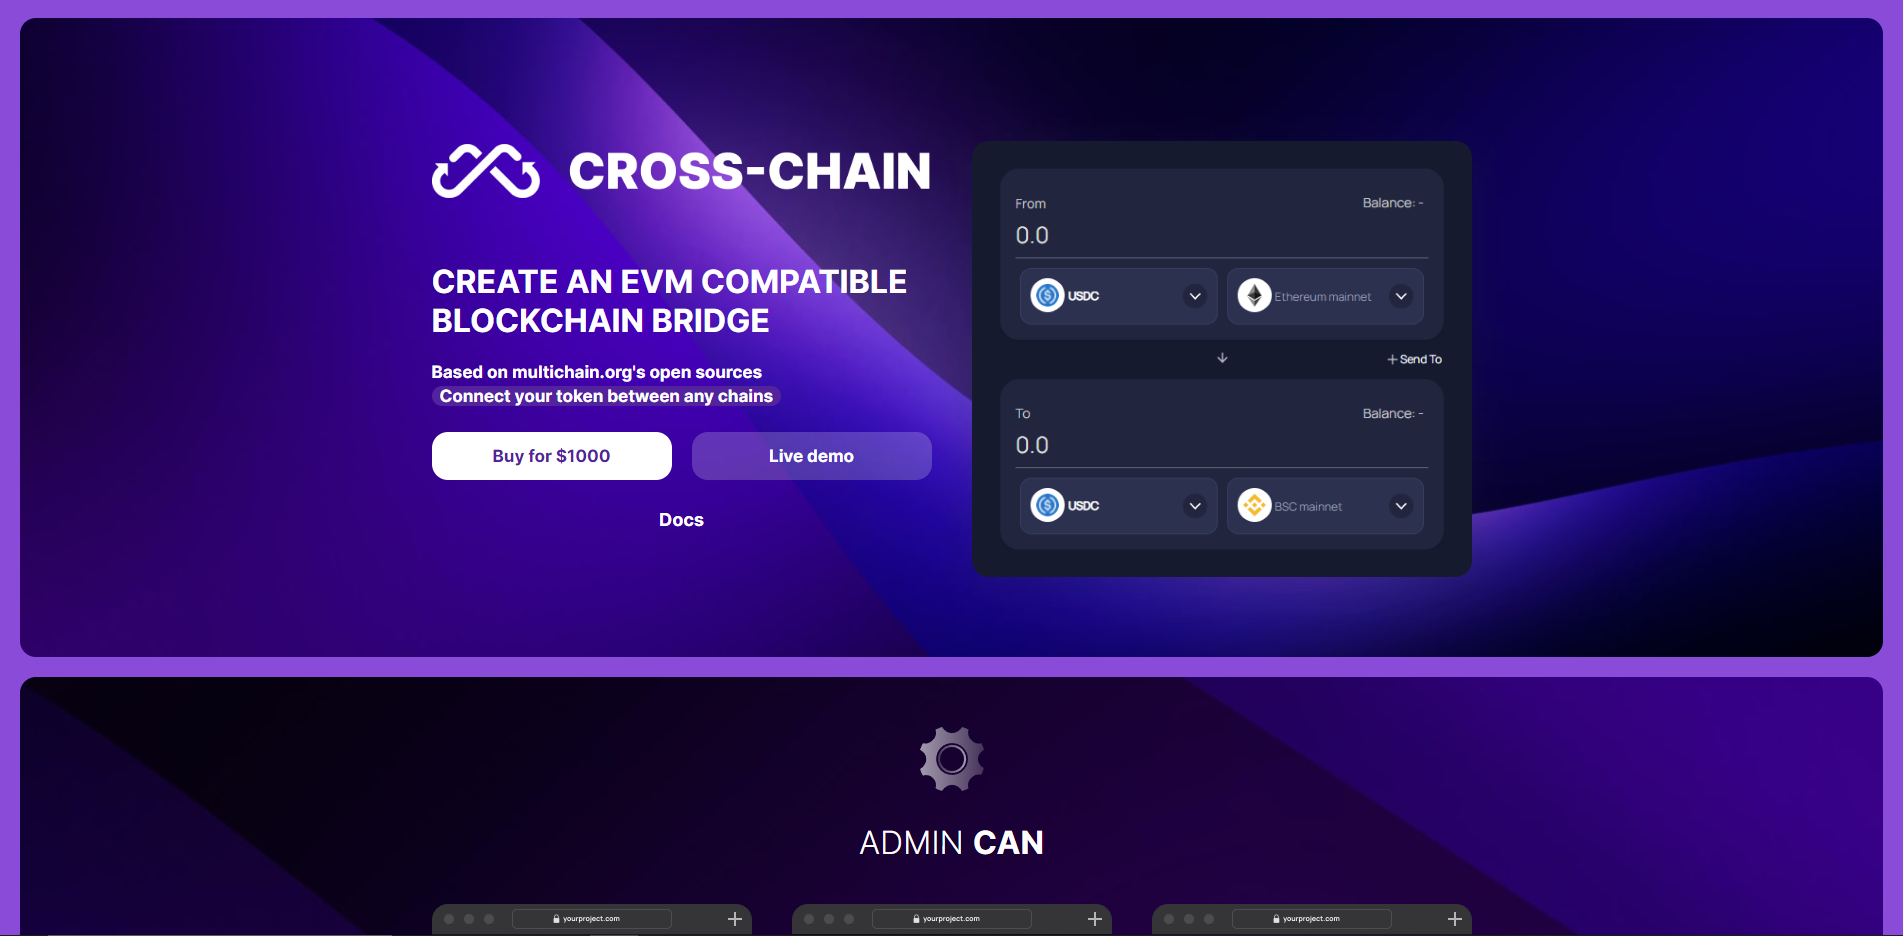 CROSS-CHAIN
CREATE AN EVM COMPATIBLE
BLOCKCHAIN BRIDGE
Based on multichain.org's open sources
Connect your token between any chains
Buy for $1000
Live demo
Docs
From
Balance: -
0.0
USDC
Ethereum mainnet
+ Send To
To
Balance: -
0.0
USDC
BSC mainnet
ADMIN CAN
yourproject.com
yourproject.com
yourproject.com